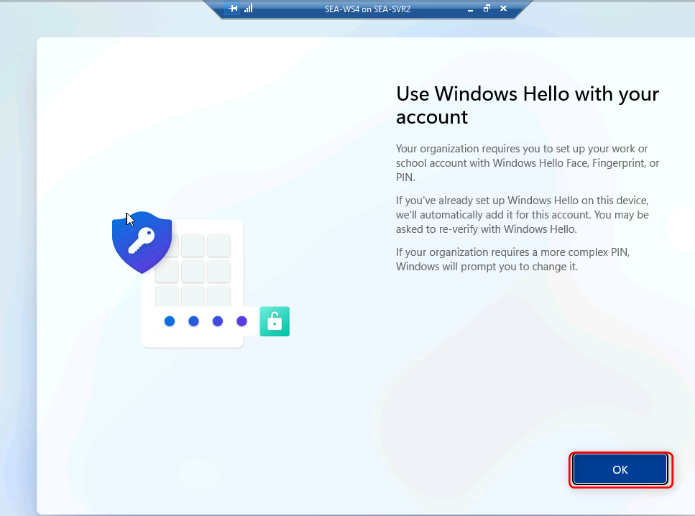 SEA-WS4 on SEA-SVR2
Use Windows Hello with your
account
Your organization requires you to set up your work or
school account with Windows Hello Face, Fingerprint, or
PIN.
If you've already set up Windows Hello on this device,
we'll automatically add it for this account. You may be
asked to re-verify with Windows Hello.
If your organization requires a more complex PIN,
Windows will prompt you to change it.
OK